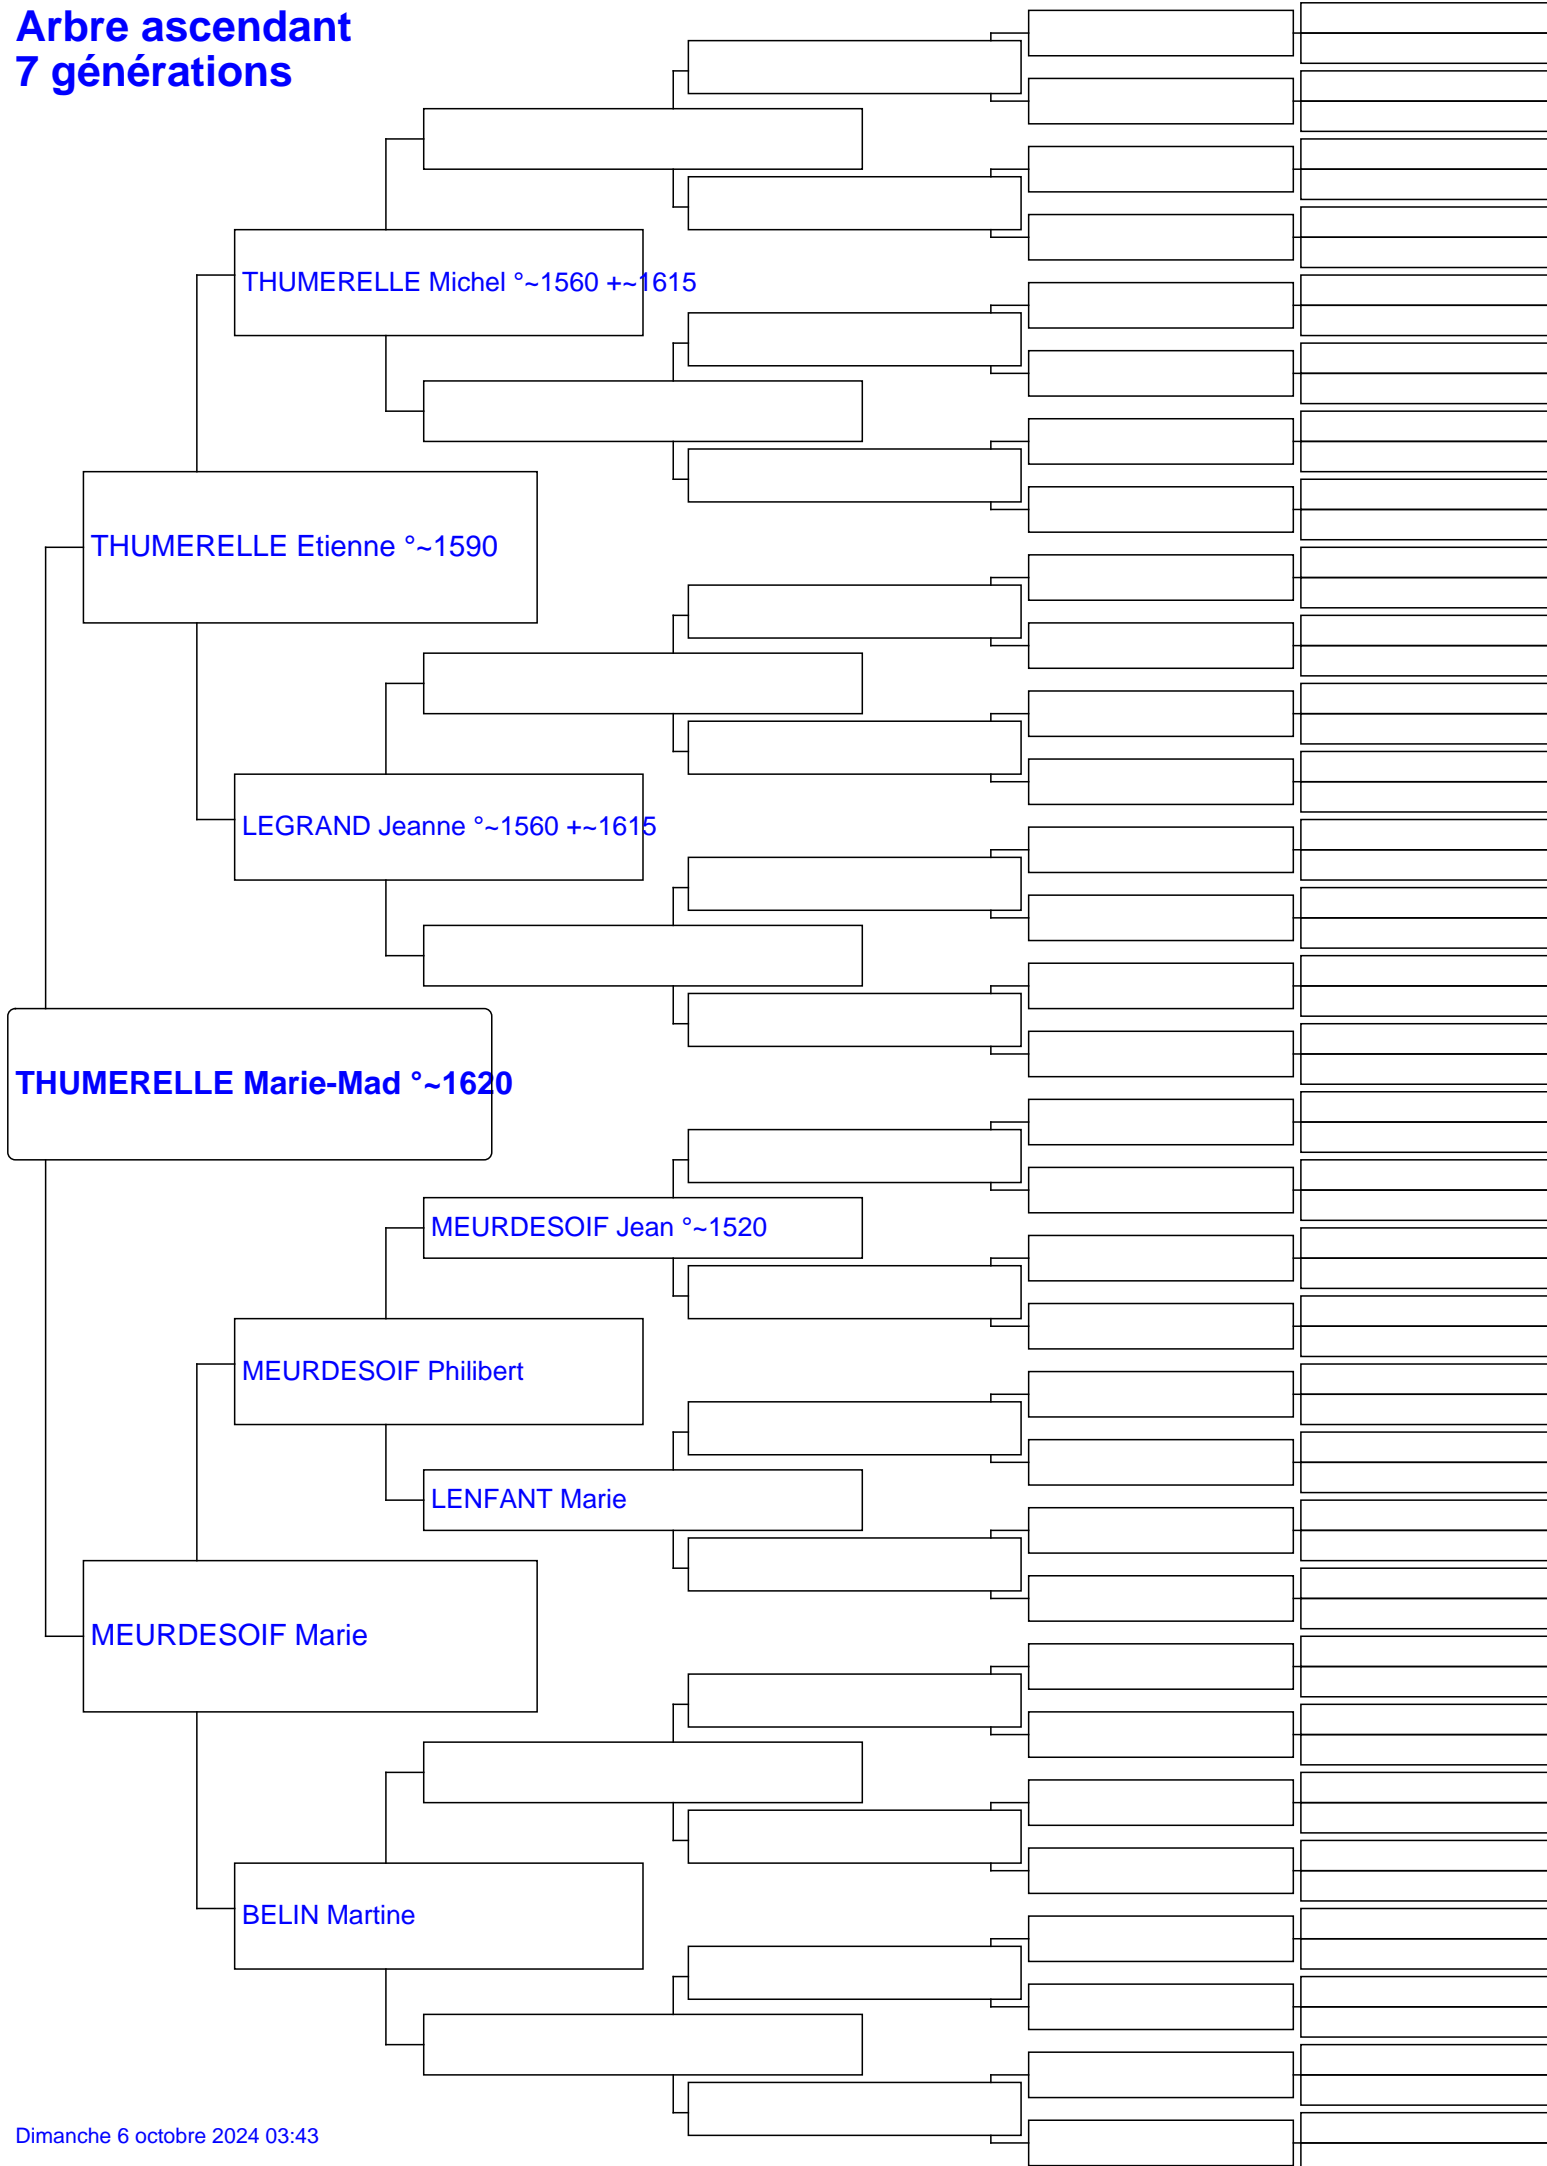 Arbre ascendant
7 générations
THUMERELLE Michel °~1560 +~1615
THUMERELLE Etienne °~1590
LEGRAND Jeanne °~1560 +~1615
THUMERELLE Marie-Mad °~1620
MEURDESOIF Jean °~1520
MEURDESOIF Philibert
LENFANT Marie
MEURDESOIF Marie
BELIN Martine
Dimanche 6 octobre 2024 03:43